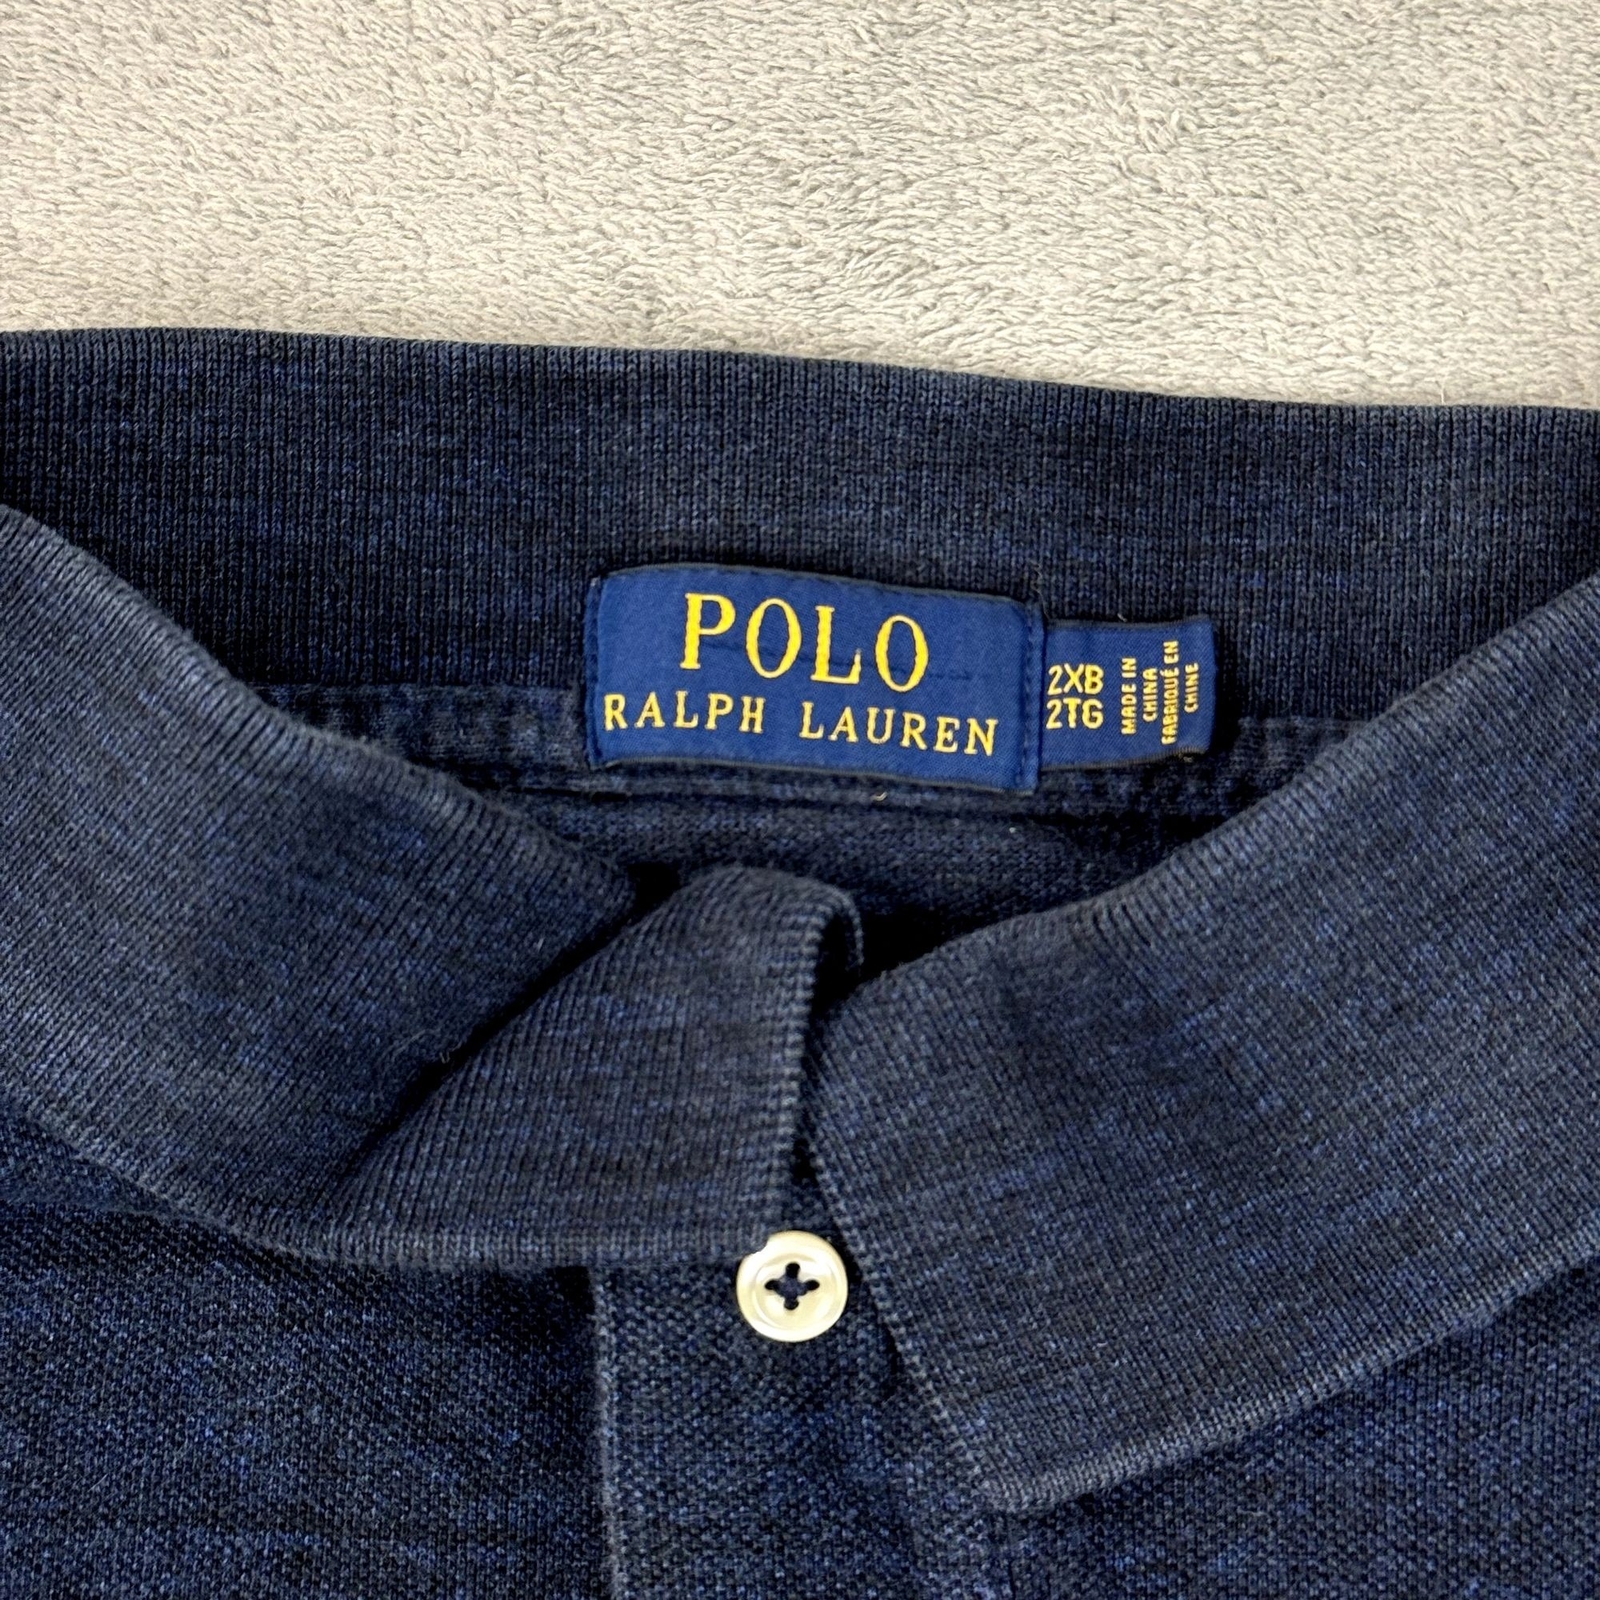 POLO
RALPH LAUREN
2XB
2TG
MADE IN
CHINA
FABRIQUÉ EN
CHINE